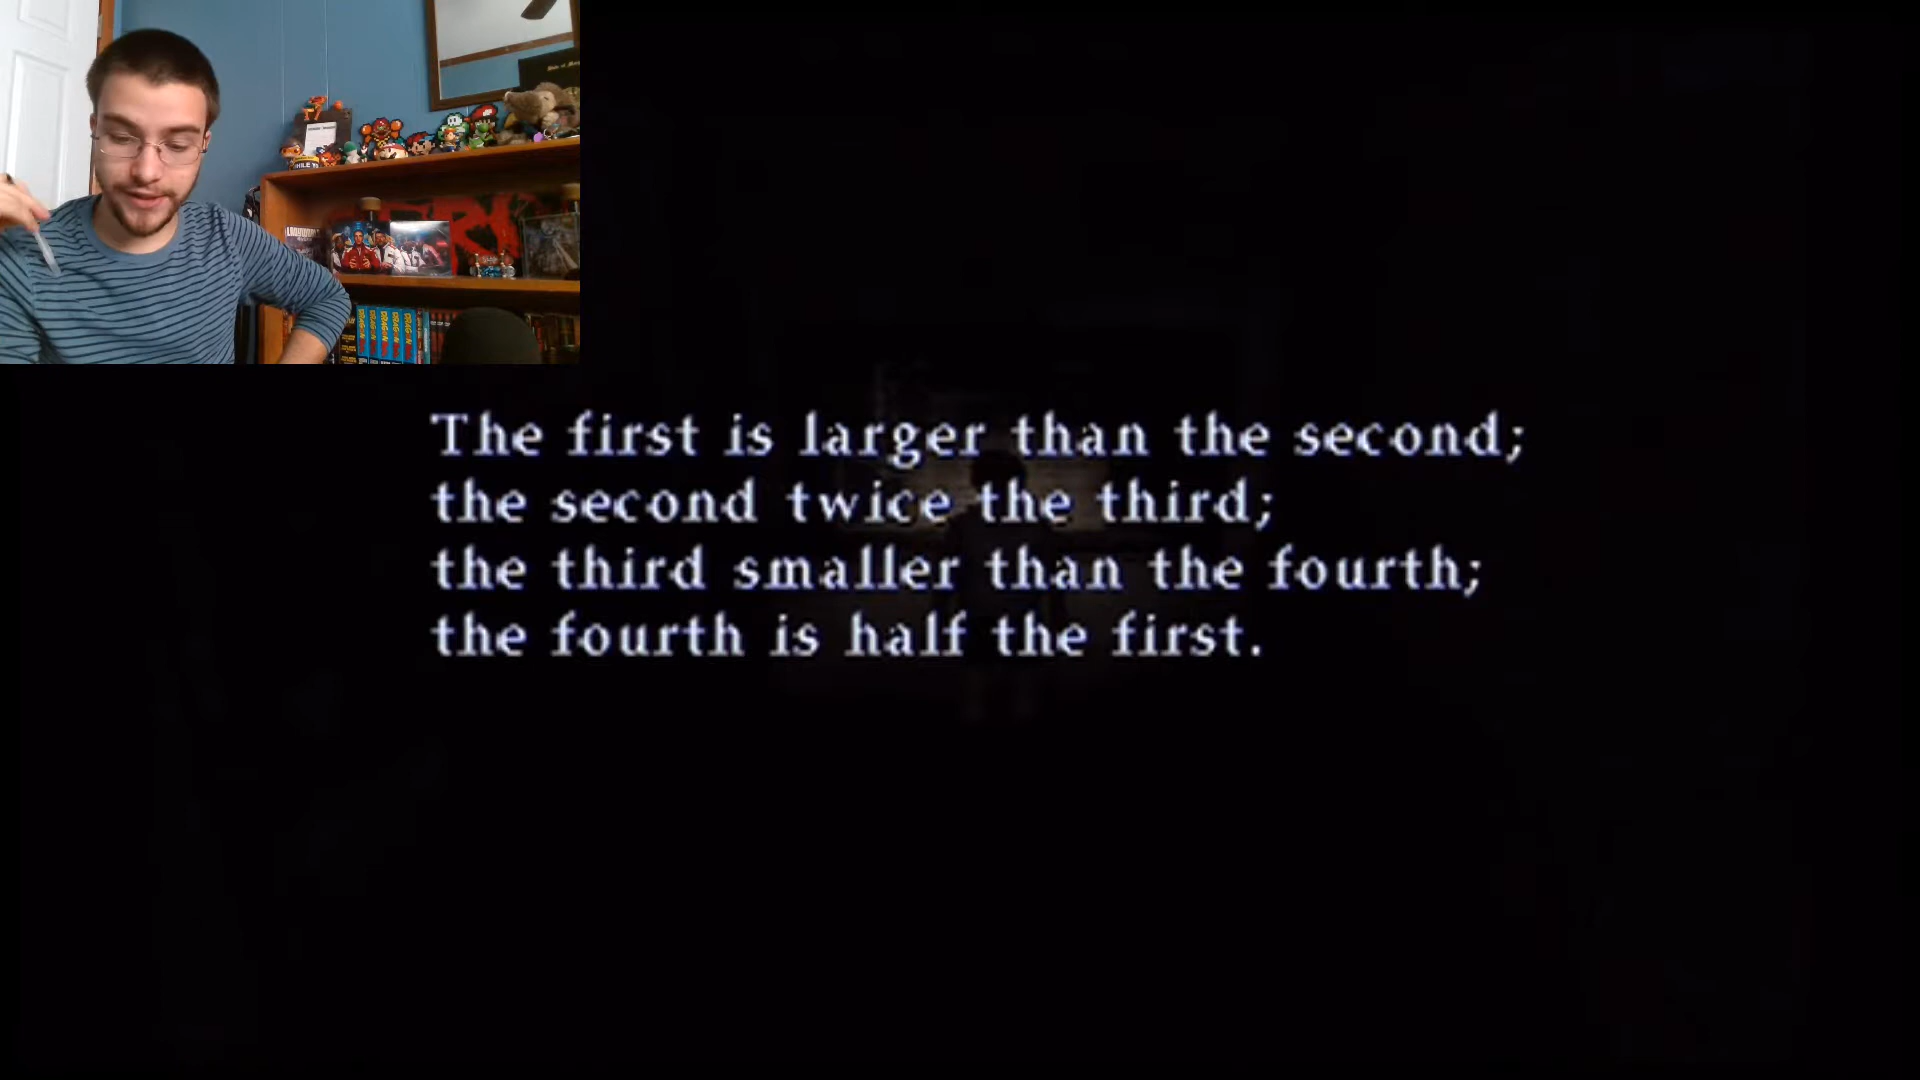 The first is larger than the second;
the second twice the third;
the third smaller than the fourth;
the fourth is half the first.